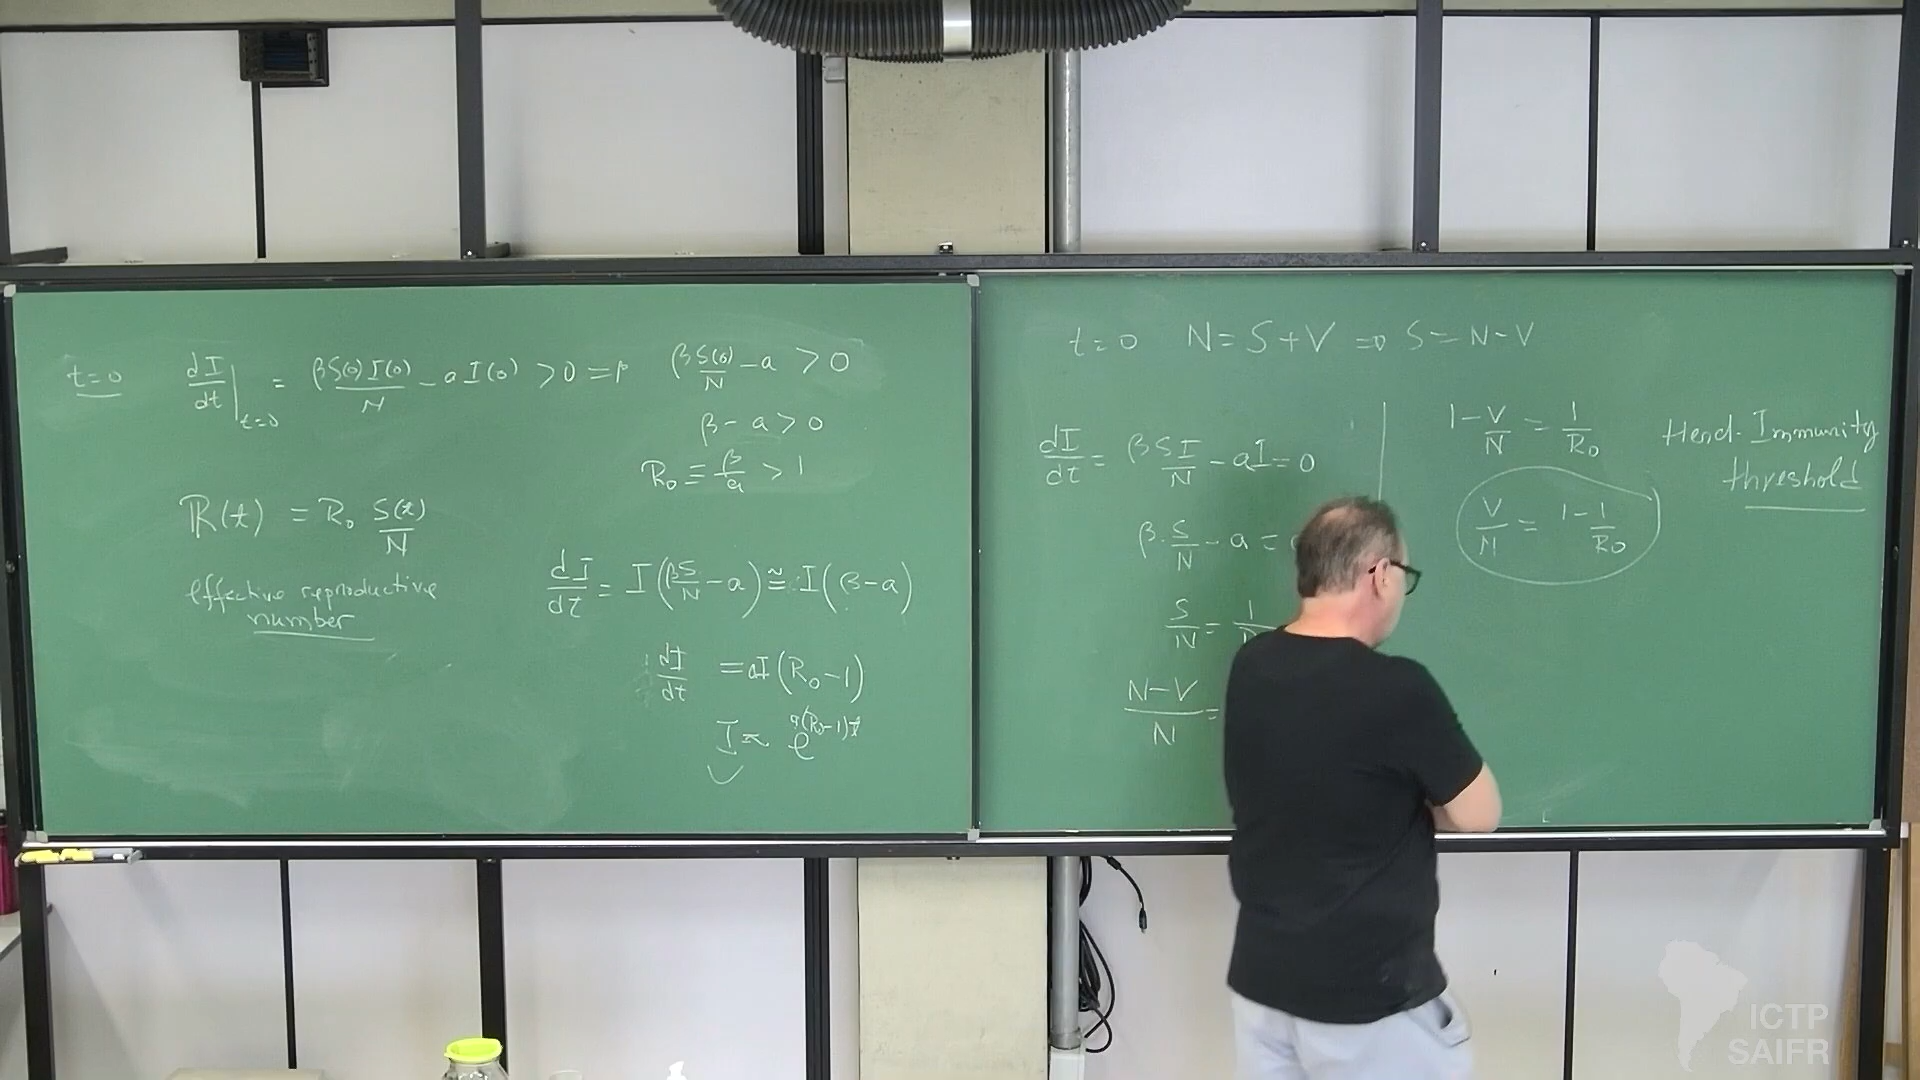 t=0 dI/dt|t=0 = βS(0)I(0)/N - aI(0) >0 ⇒ βS(0)/N - a > 0
β - a > 0
R₀ ≡ β/a > 1
R(t) = R₀ S(t)/N
effective reproductive
number
dI/dt = I(βS/N - a) ≅ I(β - a)
dI/dt = aI(R₀ - 1)
I ∝ e^a(R₀-1)t
t=0 N=S+V ⇒ S=N-V
dI/dt = βSI/N - aI=0
β·S/N - a =
S/N = 1/
N-V/N =
1-V/N = 1/R₀
V/N = 1-1/R₀
Herd-Immunity
threshold
ICTP
SAIFR